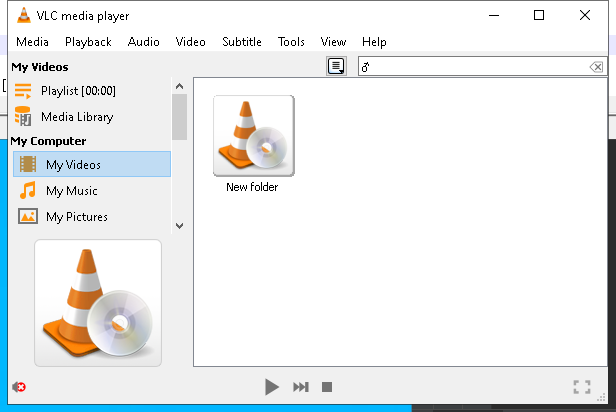 VLC media player
Media Playback Audio Video Subtitle Tools View Help
My Videos
♂
Playlist [00:00]
Media Library
My Computer
My Videos
My Music
My Pictures
New folder